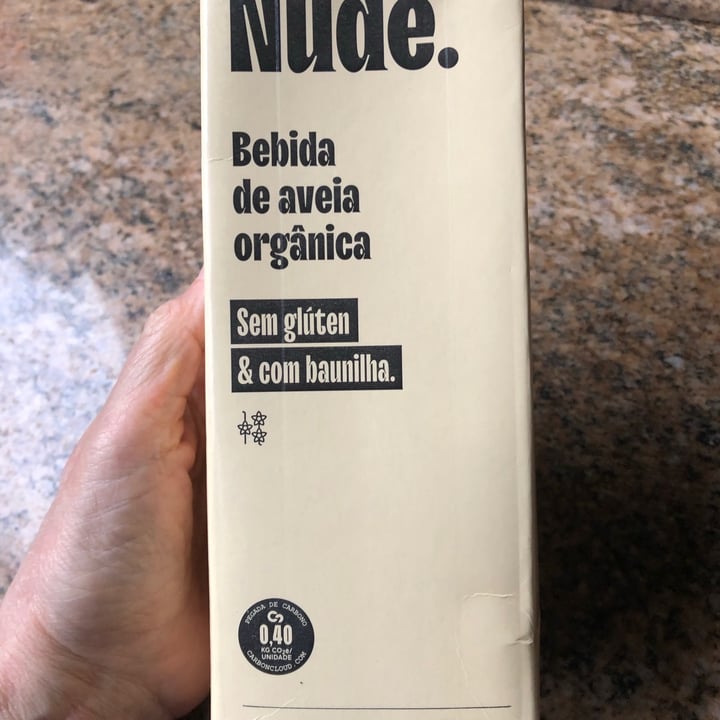 Nude.
Bebida
de aveia
orgânica
Sem glúten
& com baunilha.
PEGADA DE CARBONO
0,40
KG CO₂e/
UNIDADE
CARBONCLOUD.COM